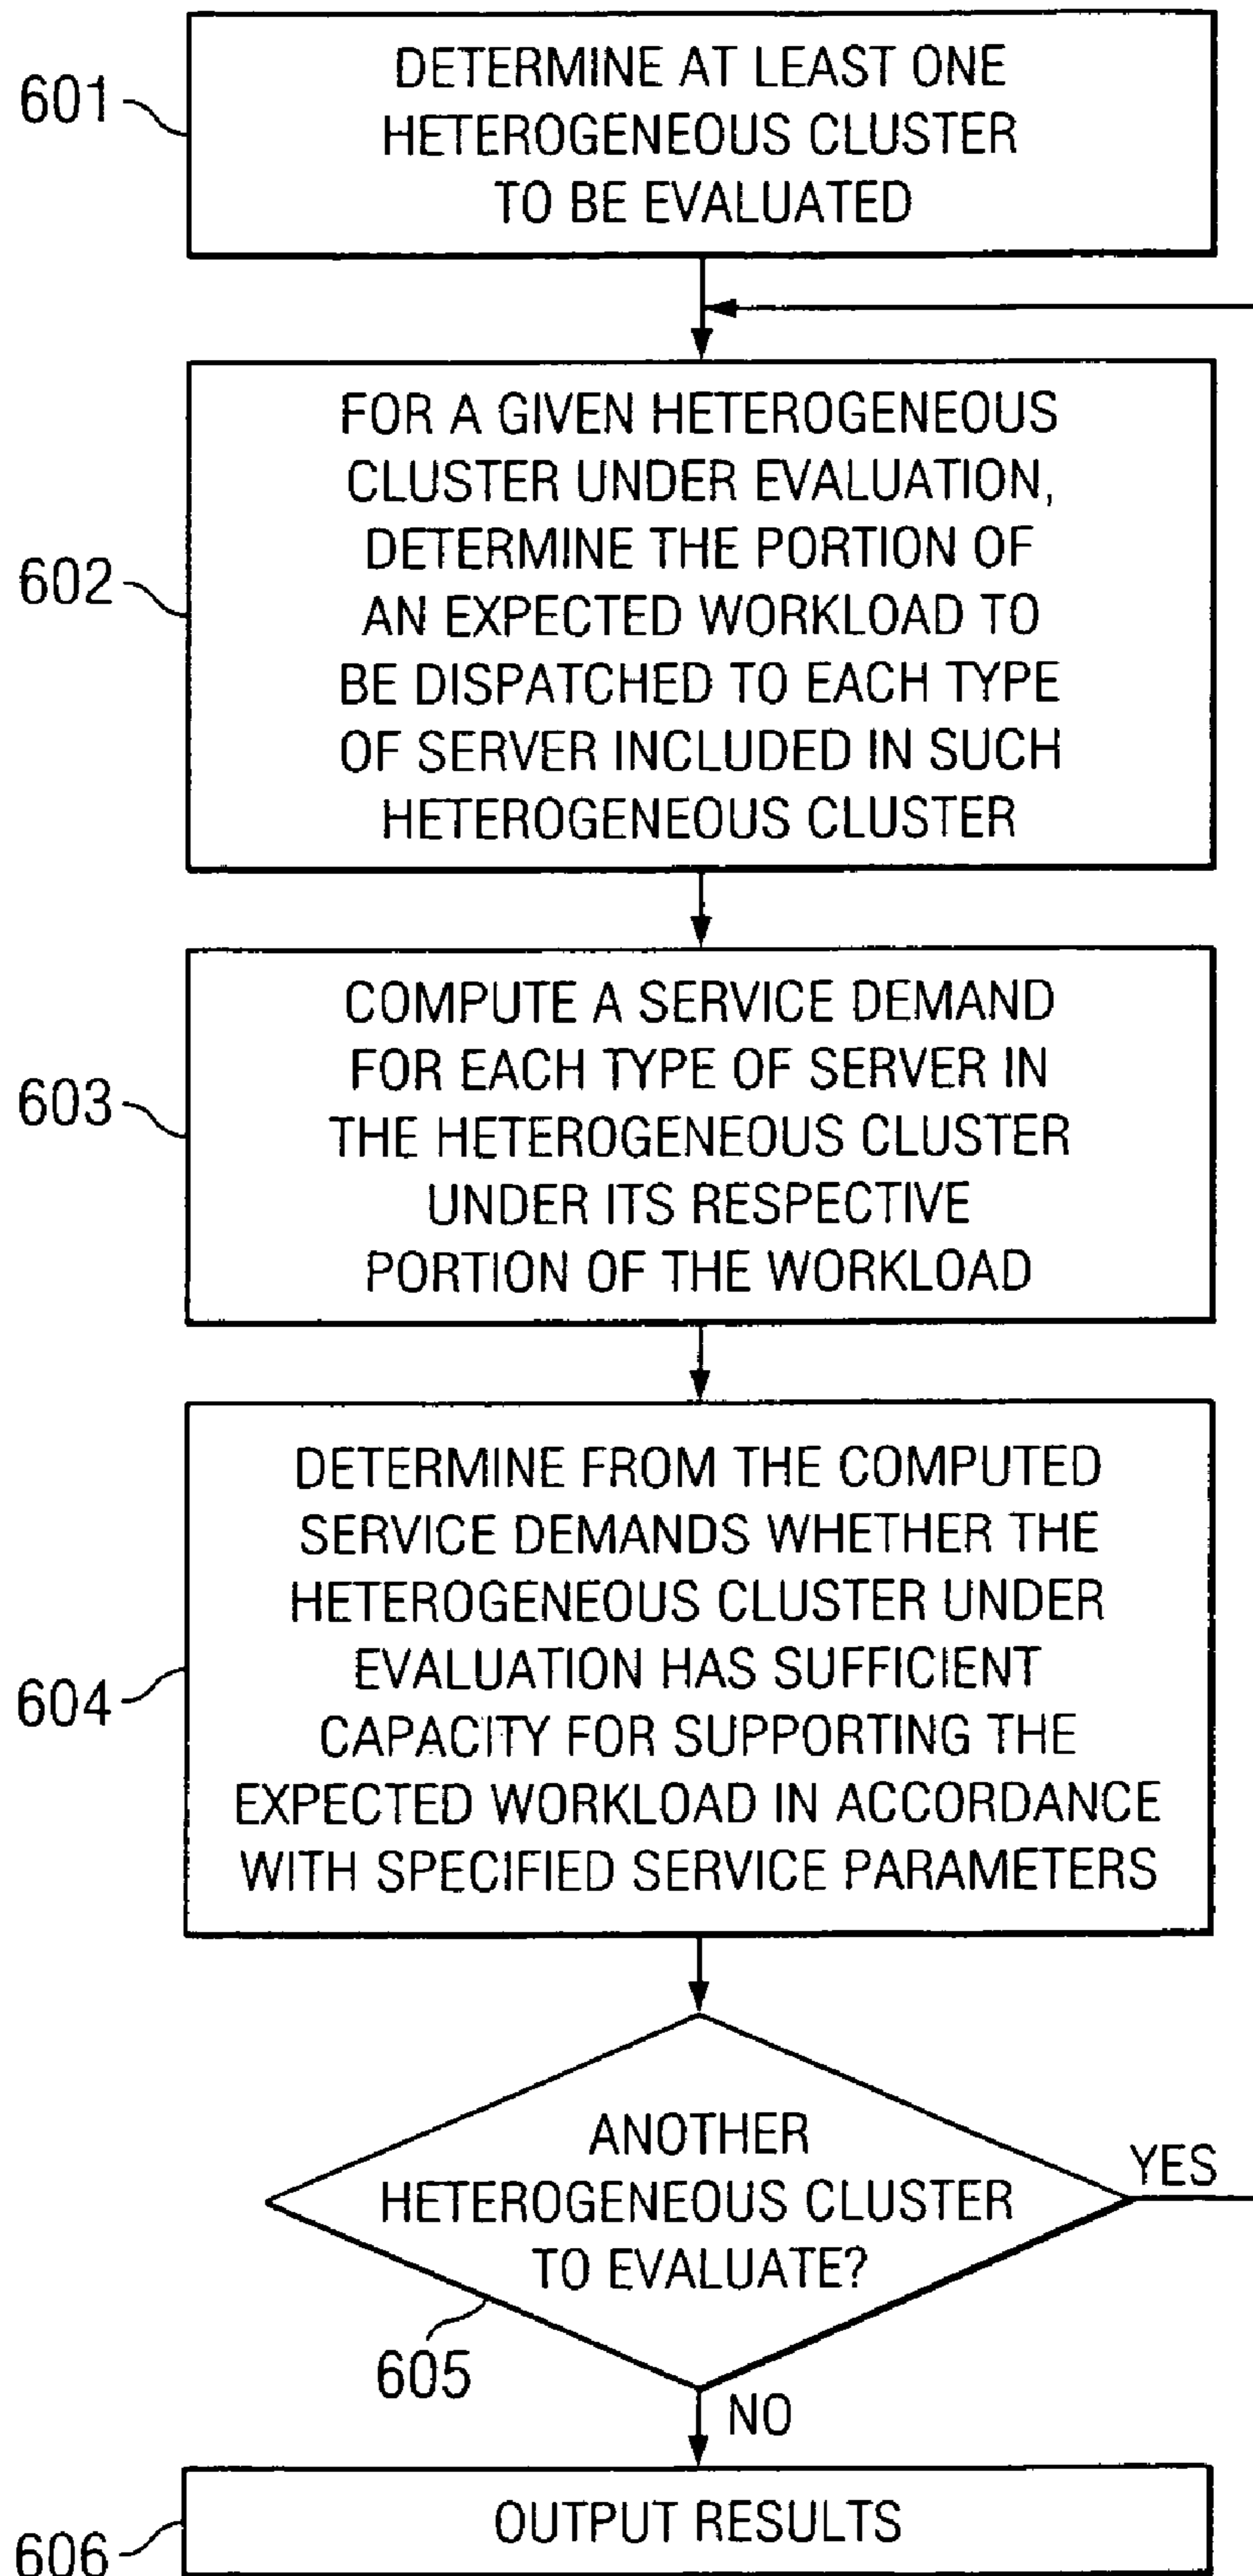 601
DETERMINE AT LEAST ONE
HETEROGENEOUS CLUSTER
TO BE EVALUATED
602
FOR A GIVEN HETEROGENEOUS
CLUSTER UNDER EVALUATION,
DETERMINE THE PORTION OF
AN EXPECTED WORKLOAD TO
BE DISPATCHED TO EACH TYPE
OF SERVER INCLUDED IN SUCH
HETEROGENEOUS CLUSTER
603
COMPUTE A SERVICE DEMAND
FOR EACH TYPE OF SERVER IN
THE HETEROGENEOUS CLUSTER
UNDER ITS RESPECTIVE
PORTION OF THE WORKLOAD
604
DETERMINE FROM THE COMPUTED
SERVICE DEMANDS WHETHER THE
HETEROGENEOUS CLUSTER UNDER
EVALUATION HAS SUFFICIENT
CAPACITY FOR SUPPORTING THE
EXPECTED WORKLOAD IN ACCORDANCE
WITH SPECIFIED SERVICE PARAMETERS
ANOTHER
HETEROGENEOUS CLUSTER
TO EVALUATE?
YES
605
NO
606
OUTPUT RESULTS